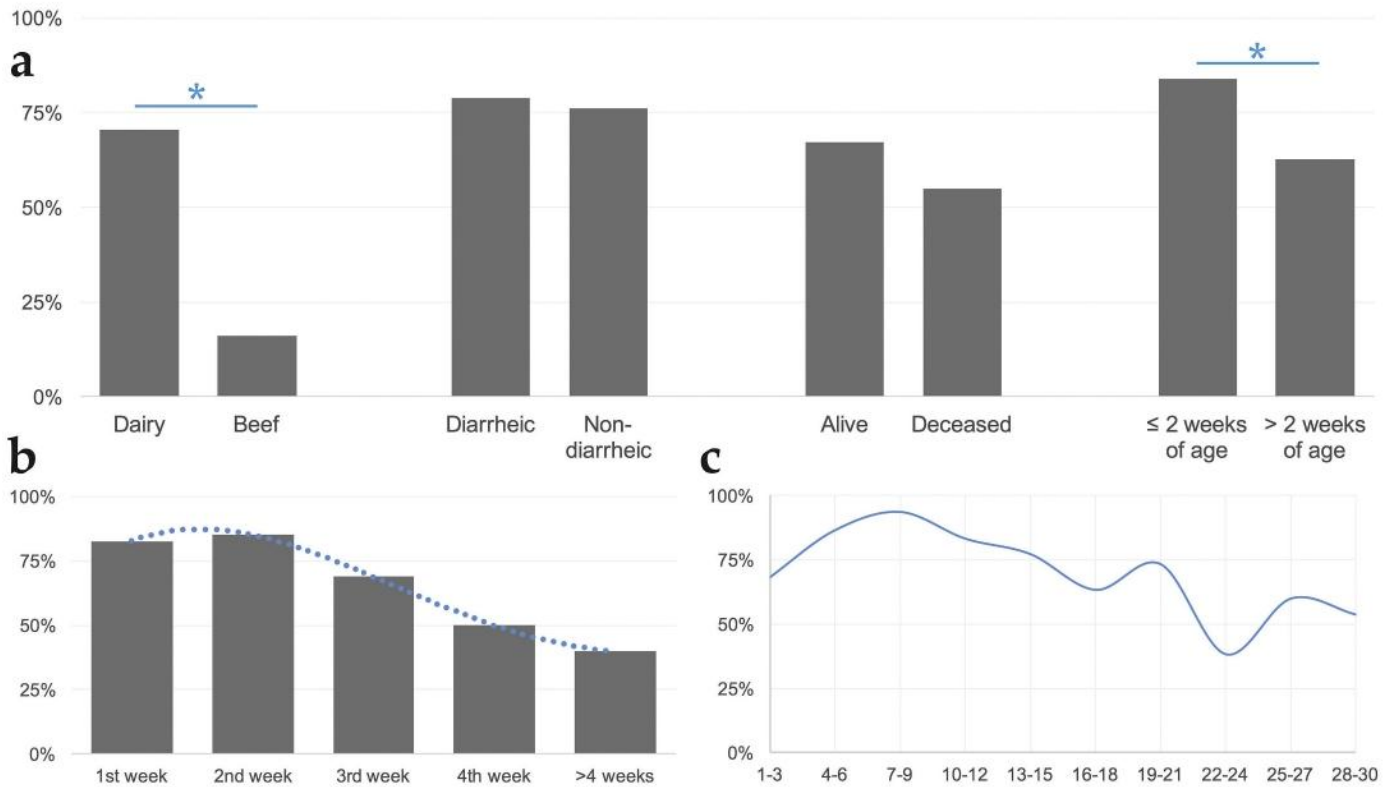 100%
a
*
*
75%
50%
25%
0%
Dairy
Beef
Diarrheic
Non-
diarrheic
Alive
Deceased
≤ 2 weeks
of age
> 2 weeks
of age
b
100%
75%
50%
25%
0%
1st week
2nd week
3rd week
4th week
>4 weeks
c
100%
75%
50%
25%
0%
1-3
4-6
7-9
10-12
13-15
16-18
19-21
22-24
25-27
28-30